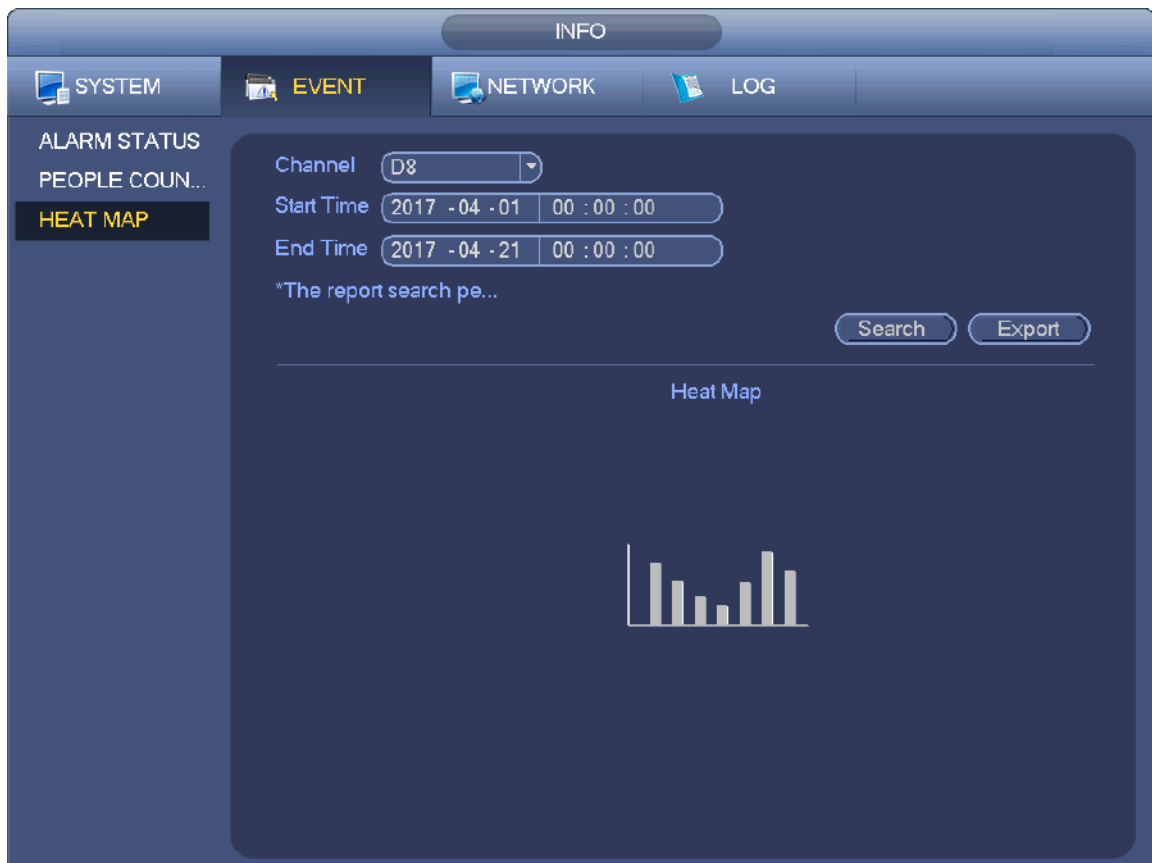 INFO
SYSTEM EVENT NETWORK LOG
ALARM STATUS
PEOPLE COUN...
HEAT MAP
Channel D8
Start Time 2017 - 04 - 01 00 : 00 : 00
End Time 2017 - 04 - 21 00 : 00 : 00
*The report search pe...
Search Export
Heat Map